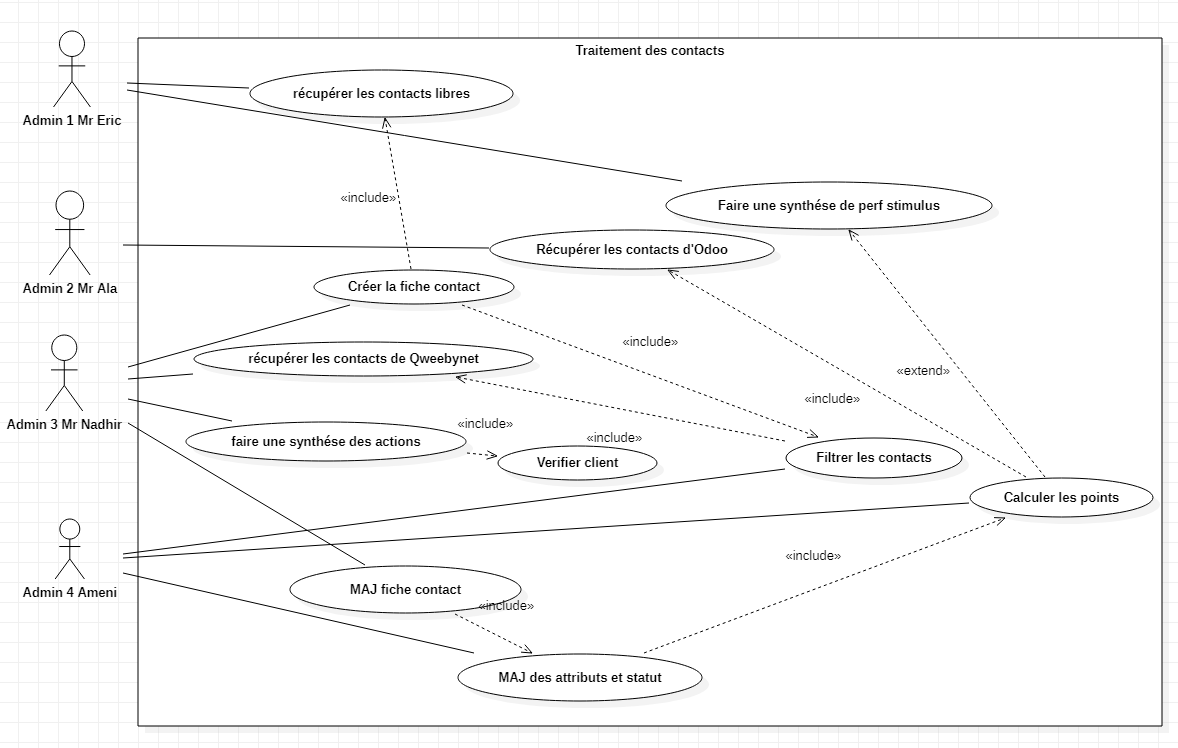 Traitement des contacts
récupérer les contacts libres
Admin 1 Mr Eric
«include»
Faire une synthése de perf stimulus
Récupérer les contacts d'Odoo
Admin 2 Mr Ala
Créer la fiche contact
«include»
récupérer les contacts de Qweebynet
«extend»
«include»
Admin 3 Mr Nadhir
«include»
faire une synthése des actions
«include»
Verifier client
Filtrer les contacts
Calculer les points
«include»
Admin 4 Ameni
MAJ fiche contact
«include»
MAJ des attributs et statut